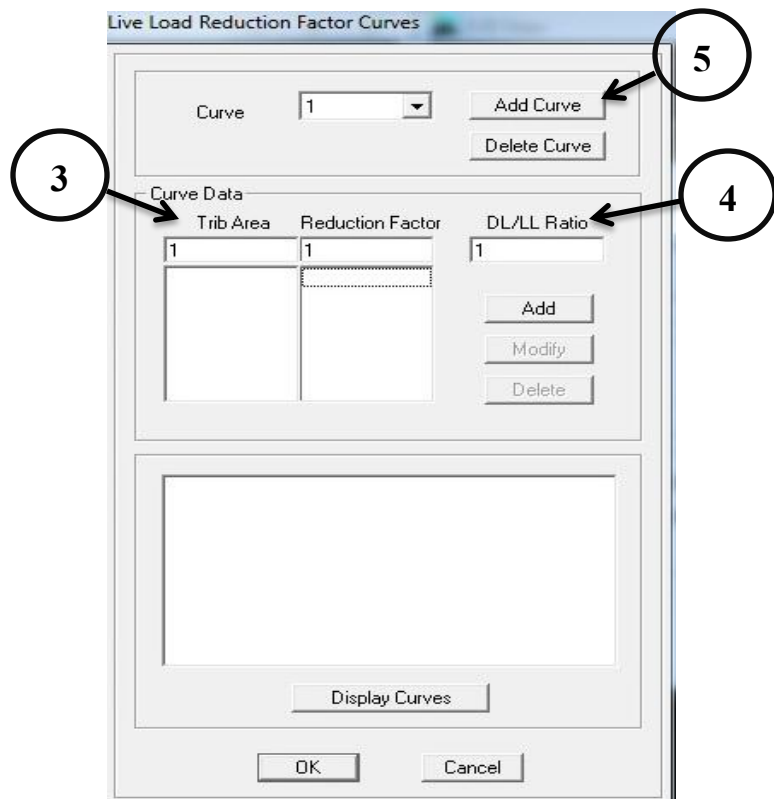 Live Load Reduction Factor Curves
5
Curve
1
Add Curve
Delete Curve
3
Curve Data
4
Trib Area
Reduction Factor
DL/LL Ratio
1
1
1
Add
Modify
Delete
Display Curves
OK
Cancel